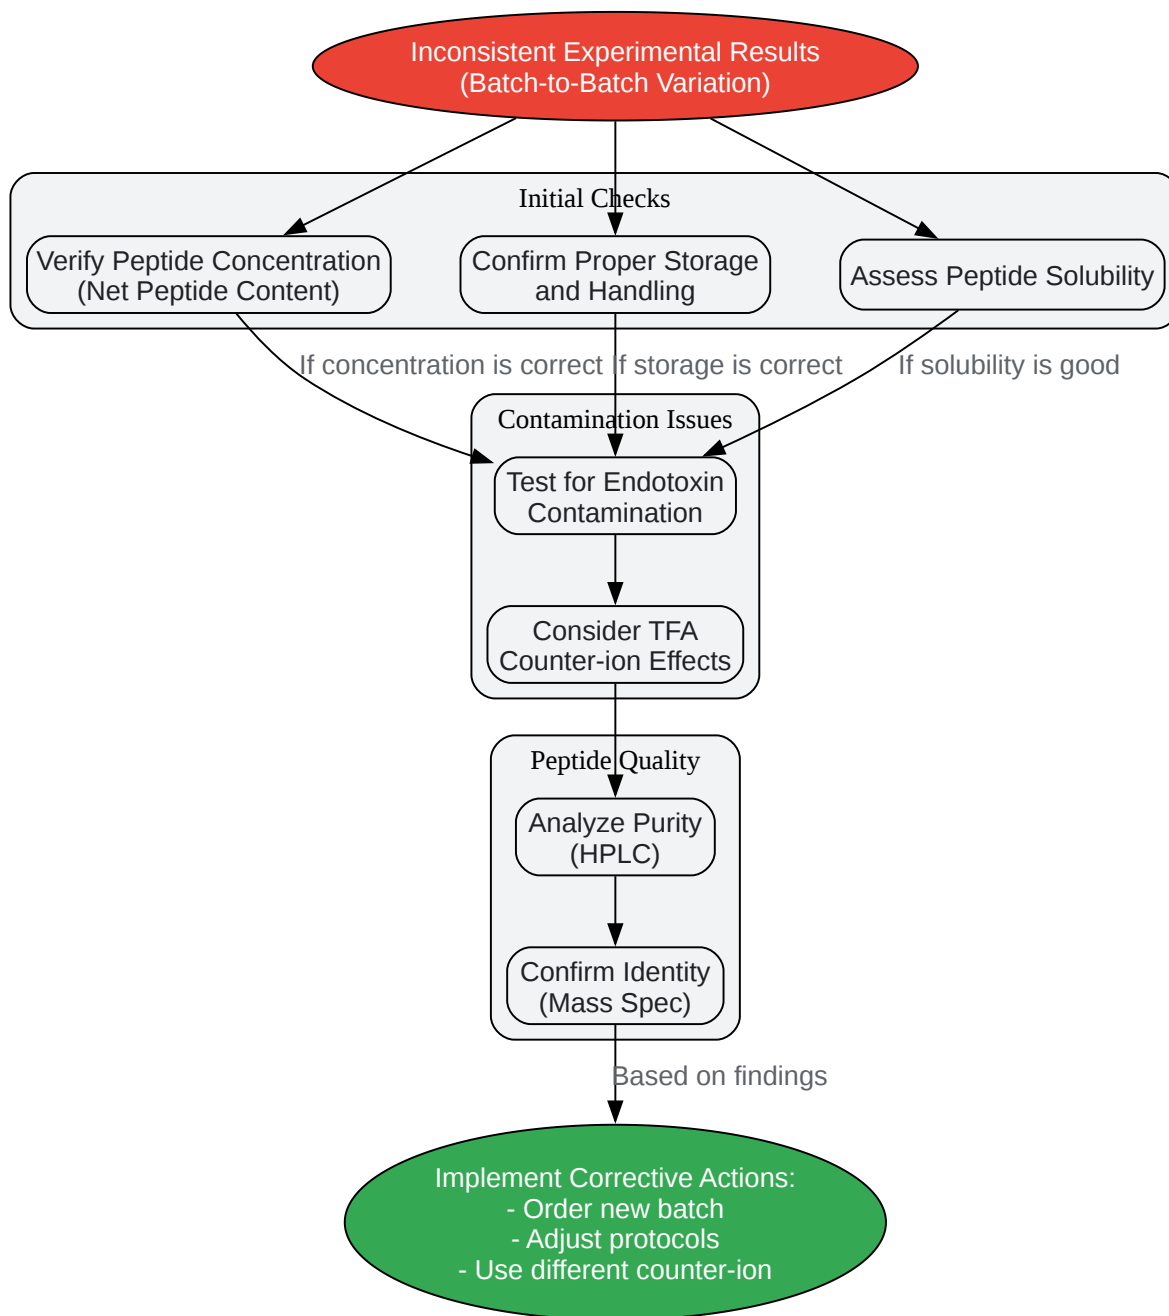 Inconsistent Experimental Results
(Batch-to-Batch Variation)
Initial Checks
Verify Peptide Concentration
(Net Peptide Content)
Confirm Proper Storage
and Handling
Assess Peptide Solubility
If concentration is correct
If storage is correct
If solubility is good
Contamination Issues
Test for Endotoxin
Contamination
Consider TFA
Counter-ion Effects
Peptide Quality
Analyze Purity
(HPLC)
Confirm Identity
(Mass Spec)
Based on findings
Implement Corrective Actions:
- Order new batch
- Adjust protocols
- Use different counter-ion